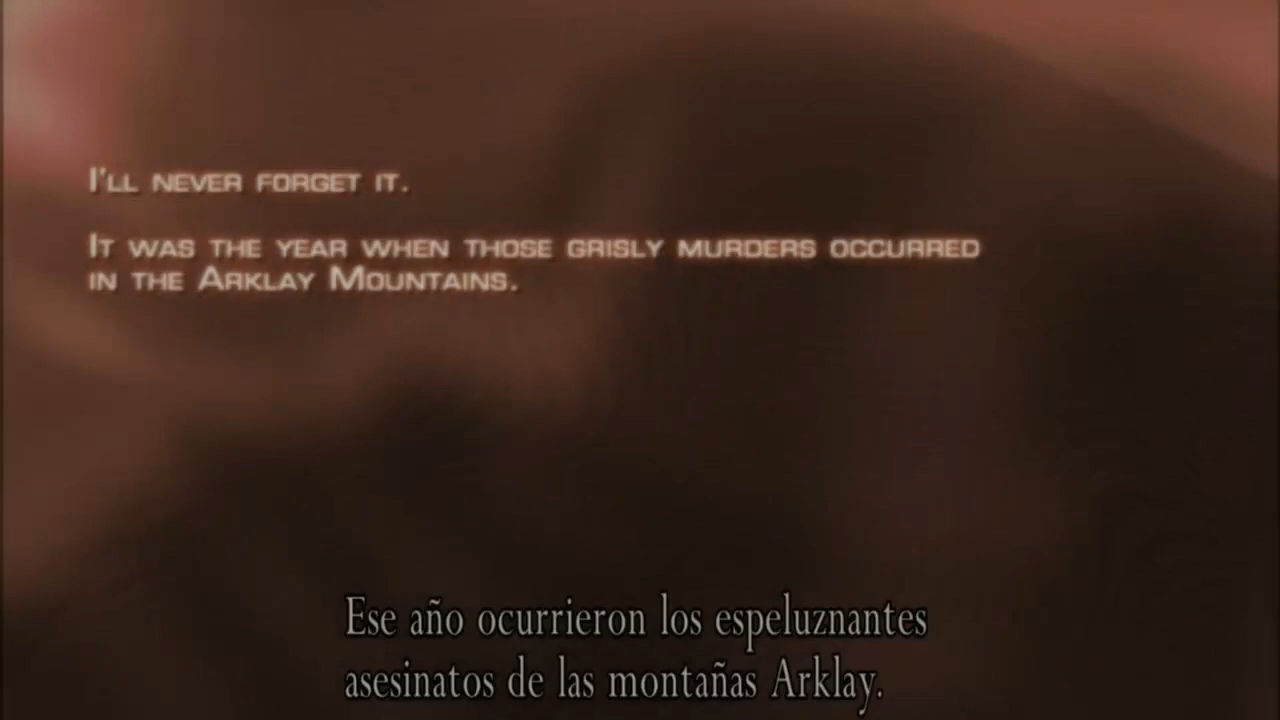 I'll never forget it.
It was the year when those grisly murders occurred
in the Arklay Mountains.
Ese año ocurrieron los espeluznantes
asesinatos de las montañas Arklay.